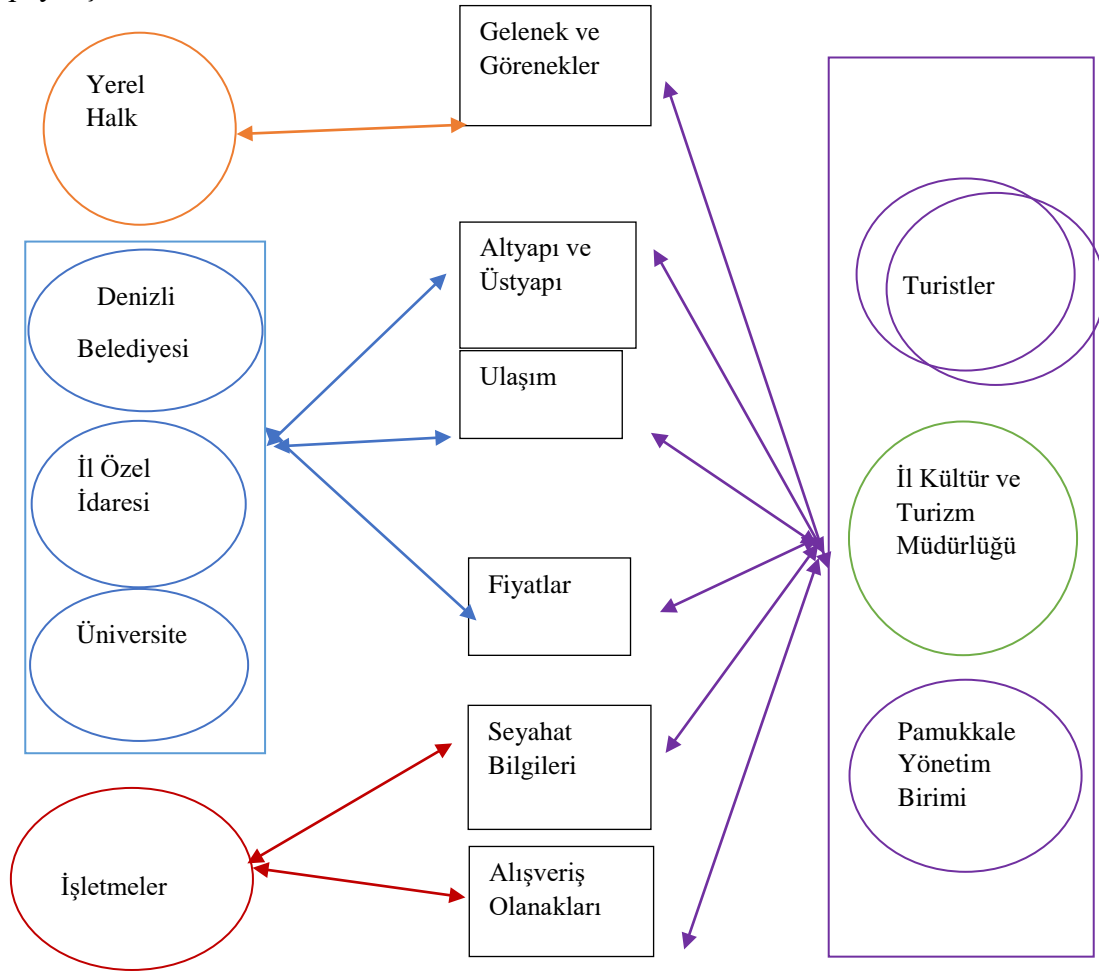 Gelenek ve
Görenekler
Yerel
Halk
Altyapı ve
Üstyapı
Denizli
Belediyesi
Turistler
Ulaşım
İl Özel
İdaresi
İl Kültür ve
Turizm
Müdürlüğü
Fiyatlar
Üniversite
Seyahat
Bilgileri
Pamukkale
Yönetim
Birimi
İşletmeler
Alışveriş
Olanakları